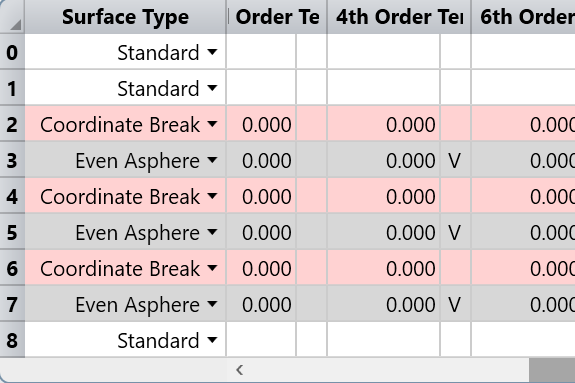 Surface Type Order Te 4th Order Te 6th Order
0 Standard
1 Standard
2 Coordinate Break 0.000 0.000 0.000
3 Even Asphere 0.000 0.000 V 0.000
4 Coordinate Break 0.000 0.000 0.000
5 Even Asphere 0.000 0.000 V 0.000
6 Coordinate Break 0.000 0.000 0.000
7 Even Asphere 0.000 0.000 V 0.000
8 Standard